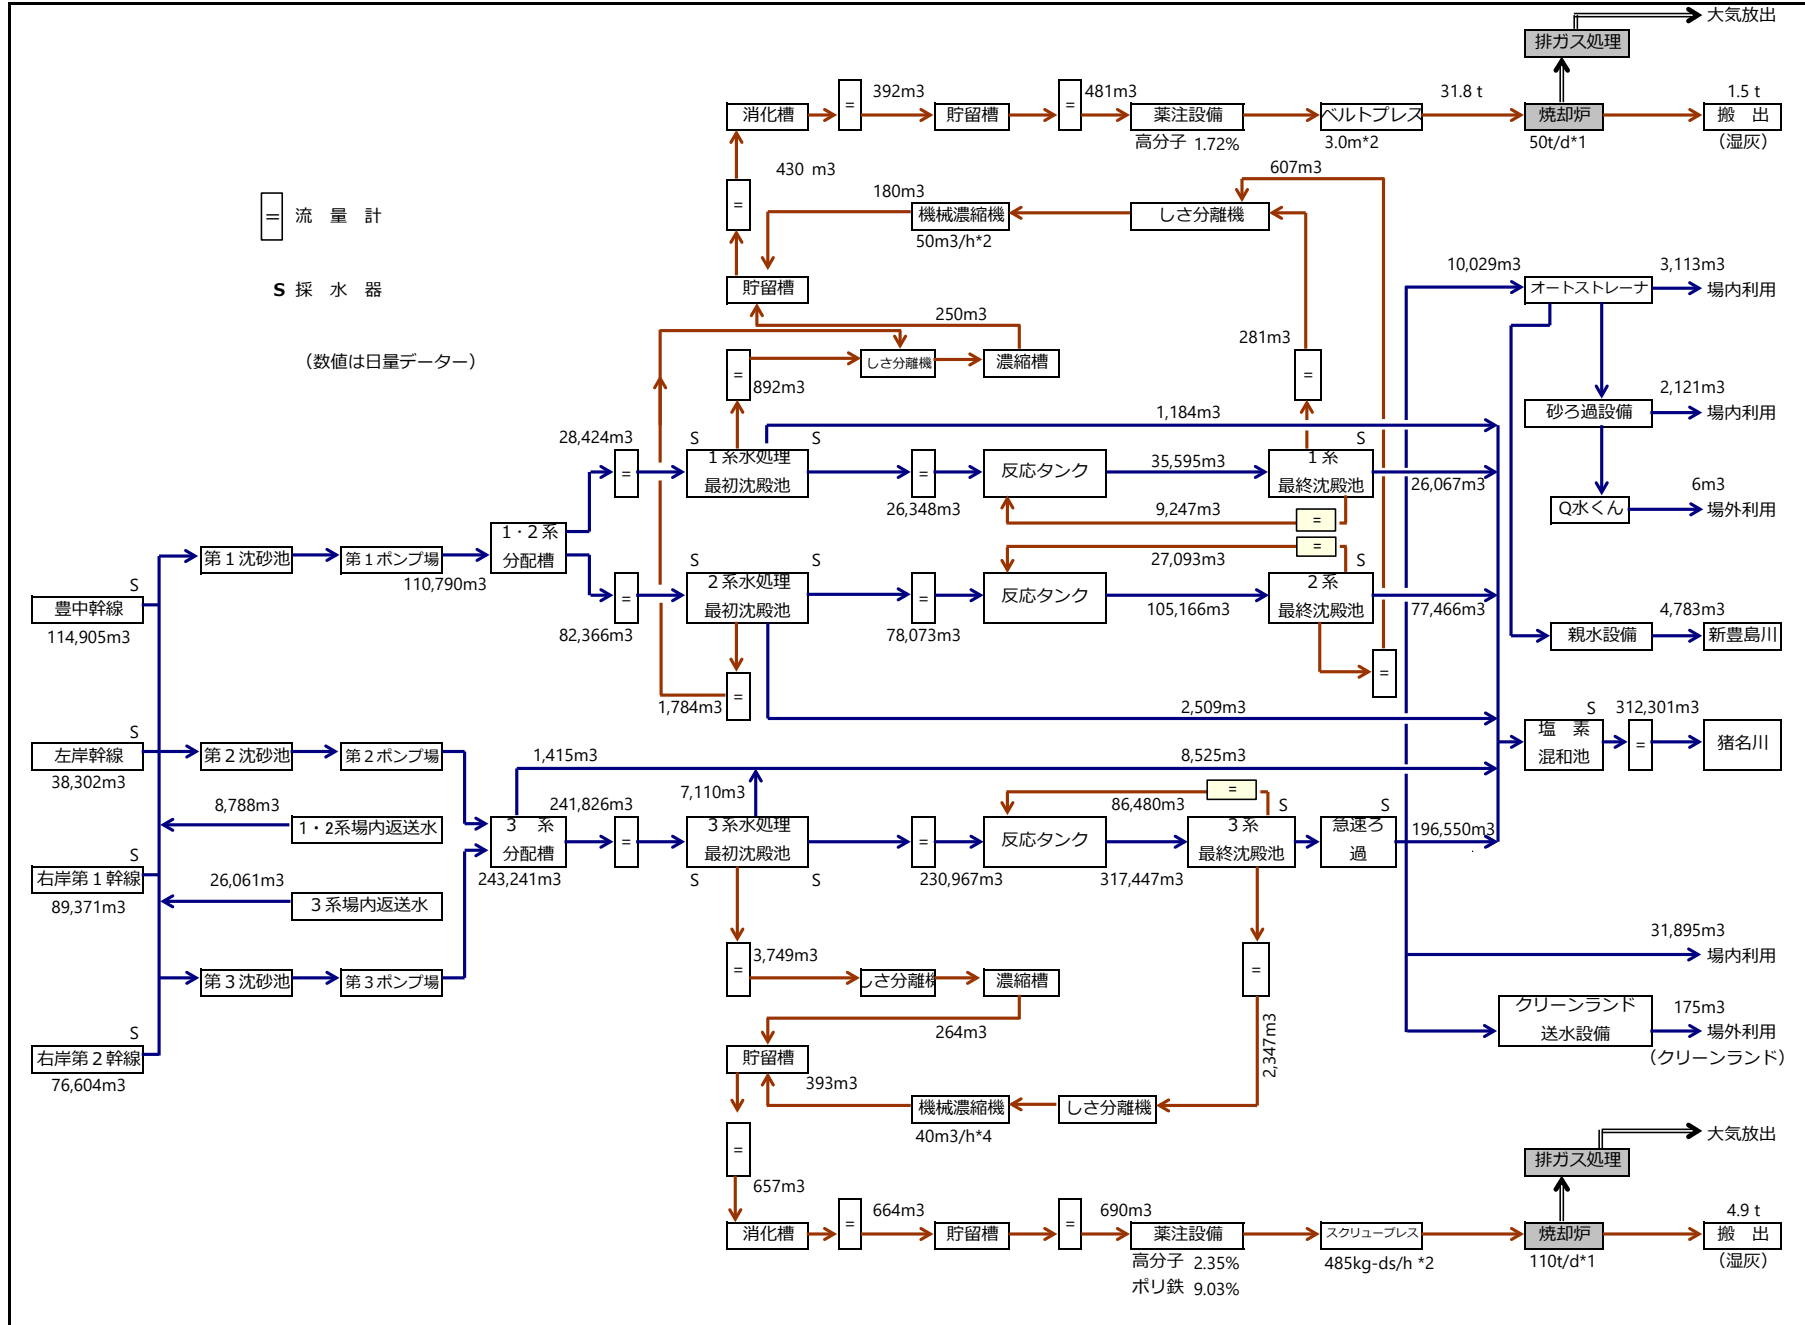 大気放出
排ガス処理
消化槽
=
392m3
貯留槽
=
481m3
薬注設備
高分子 1.72%
ベルトプレス
3.0m*2
31.8 t
焼却炉
50t/d*1
1.5 t
搬 出
(湿灰)
430 m3
=
= 流 量 計
S 採 水 器
(数値は日量データー)
180m3
機械濃縮機
50m3/h*2
しさ分離機
607m3
貯留槽
250m3
=
892m3
しさ分離機
濃縮槽
281m3
=
10,029m3
オートストレーナ
3,113m3
場内利用
砂ろ過設備
2,121m3
場内利用
Q水くん
6m3
場外利用
親水設備
4,783m3
新豊島川
1,184m3
28,424m3
=
S
S
1系水処理
最初沈殿池
=
26,348m3
反応タンク
35,595m3
S
1系
最終沈殿池
26,067m3
9,247m3
=
1・2系
分配槽
第1沈砂池
第1ポンプ場
110,790m3
S
豊中幹線
114,905m3
82,366m3
=
S
S
2系水処理
最初沈殿池
=
78,073m3
反応タンク
27,093m3
=
105,166m3
S
2系
最終沈殿池
77,466m3
=
=
1,784m3
2,509m3
S
左岸幹線
38,302m3
第2沈砂池
第2ポンプ場
1,415m3
8,525m3
S
塩 素
混和池
=
312,301m3
猪名川
8,788m3
1・2系場内返送水
7,110m3
3 系
分配槽
243,241m3
241,826m3
=
3系水処理
最初沈殿池
S
S
=
230,967m3
反応タンク
86,480m3
=
317,447m3
S
3系
最終沈殿池
S
急速ろ
過
196,550m3
S
右岸第1幹線
89,371m3
26,061m3
3系場内返送水
第3沈砂池
第3ポンプ場
S
右岸第2幹線
76,604m3
=
3,749m3
しさ分離機
濃縮槽
264m3
=
2,347m3
31,895m3
場内利用
クリーンランド
送水設備
175m3
場外利用
(クリーンランド)
貯留槽
393m3
機械濃縮機
40m3/h*4
しさ分離機
=
657m3
大気放出
排ガス処理
消化槽
=
664m3
貯留槽
=
690m3
薬注設備
高分子 2.35%
ポリ鉄 9.03%
スクリュープレス
485kg-ds/h *2
焼却炉
110t/d*1
4.9 t
搬 出
(湿灰)